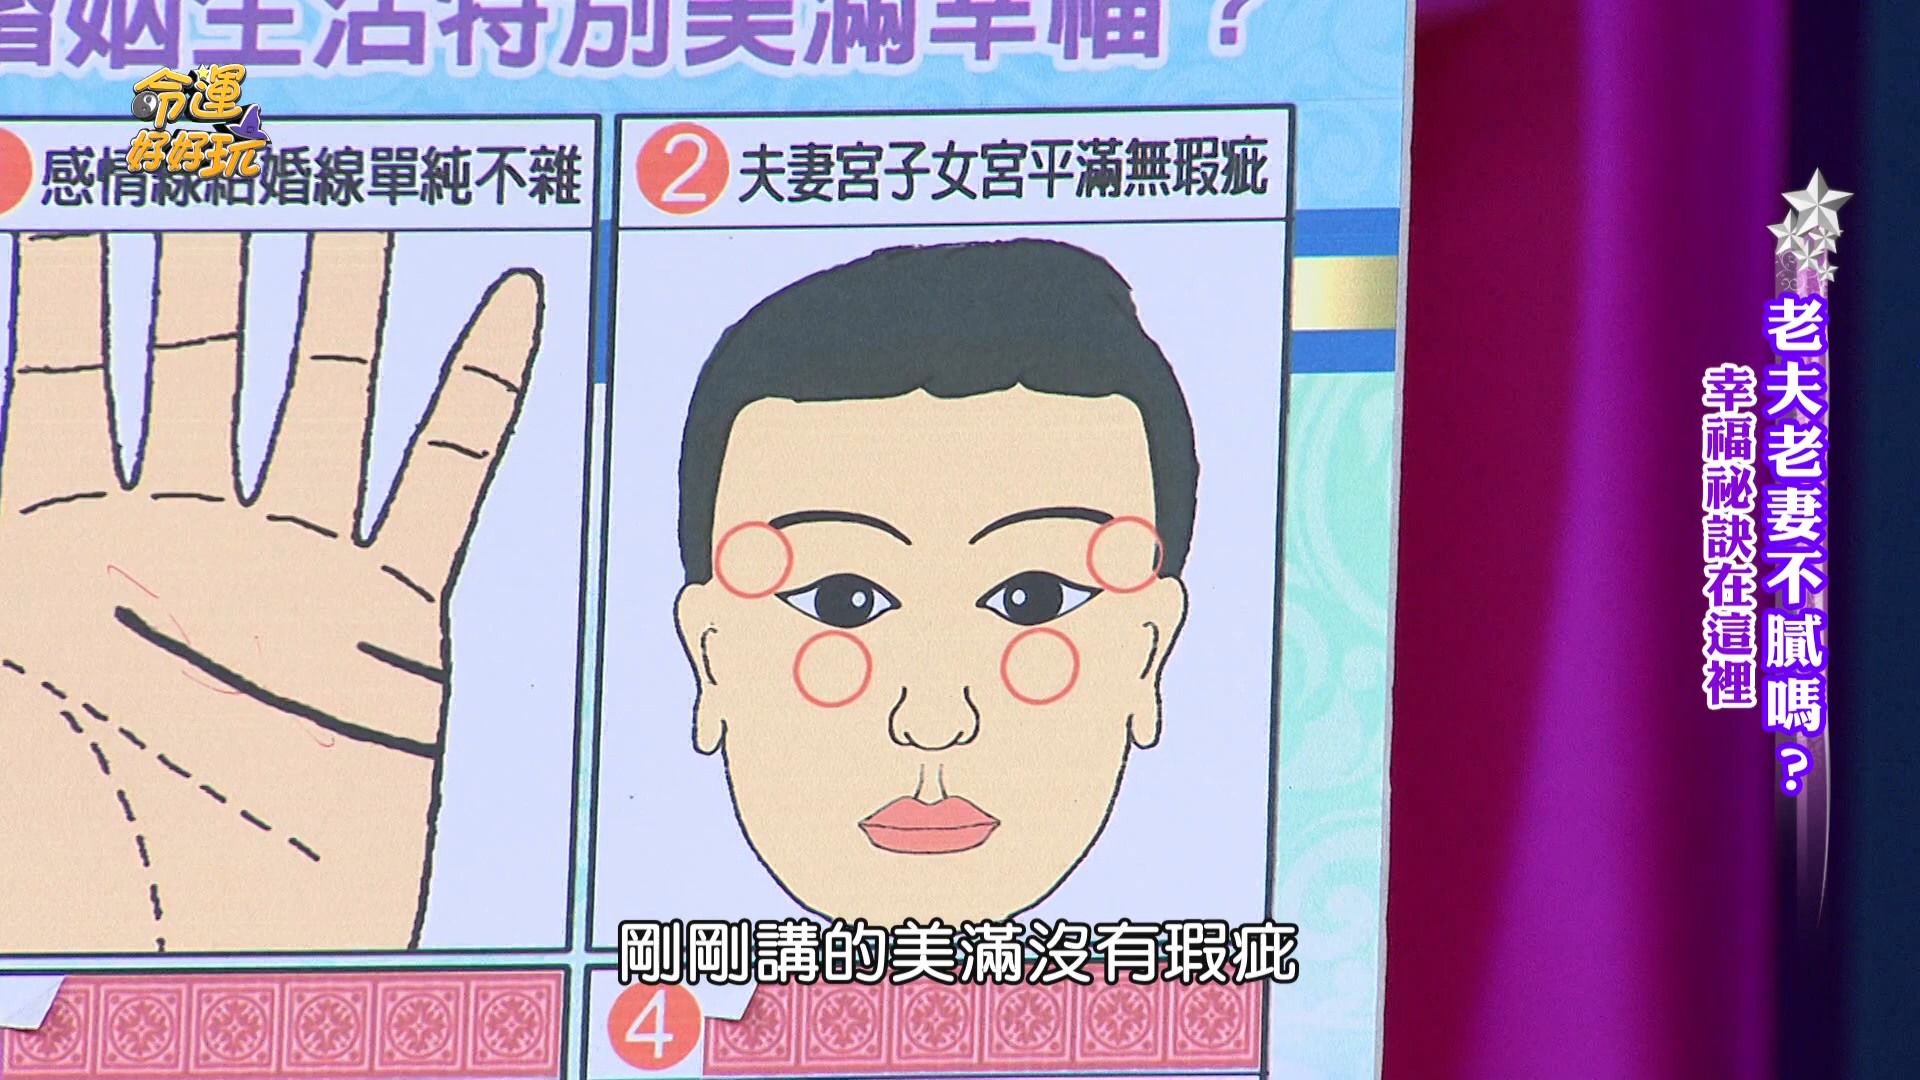 婚姻生活特別美滿幸福？
命運
好好玩
感情線結婚線單純不雜
2 夫妻宮子女宮平滿無瑕疵
老夫老妻不膩嗎？
幸福祕訣在這裡
剛剛講的美滿沒有瑕疵
4